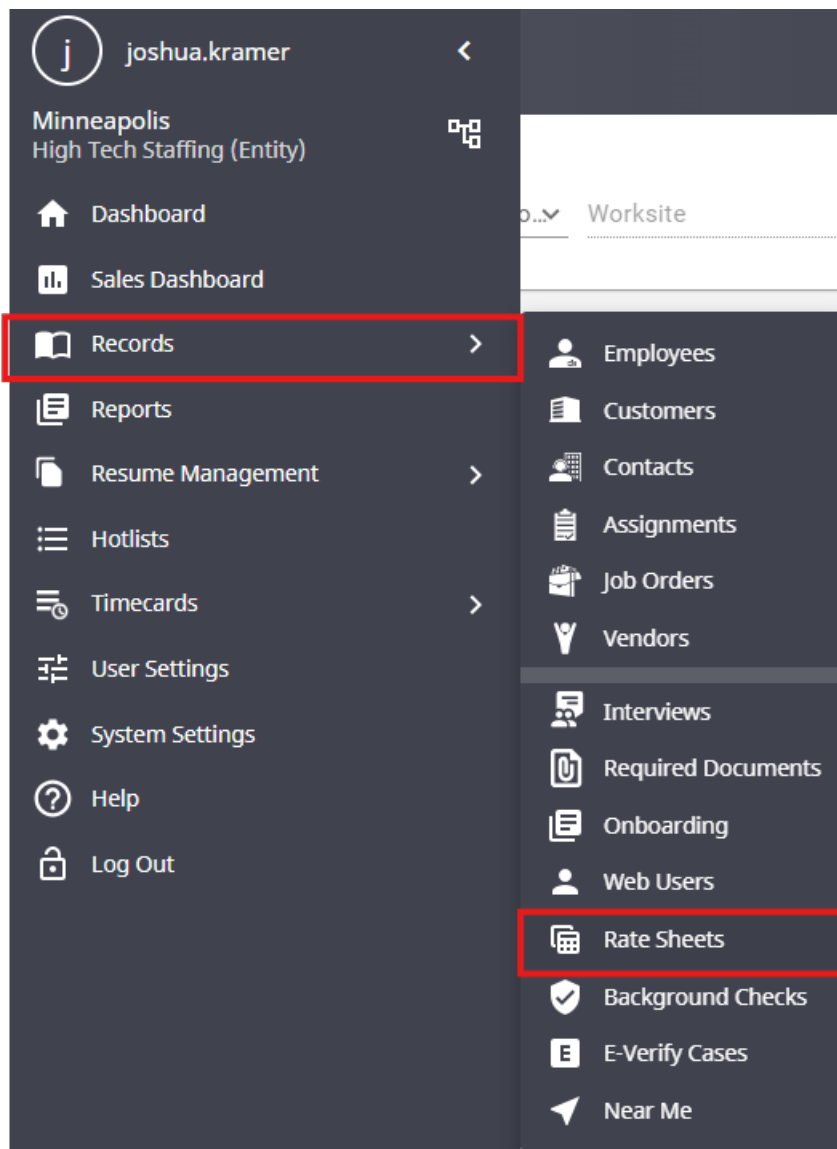 j
joshua.kramer
Minneapolis
High Tech Staffing (Entity)
Dashboard
Sales Dashboard
Records
Reports
Resume Management
Hotlists
Timecards
User Settings
System Settings
Help
Log Out
o... Worksite
Employees
Customers
Contacts
Assignments
Job Orders
Vendors
Interviews
Required Documents
Onboarding
Web Users
Rate Sheets
Background Checks
E
E-Verify Cases
Near Me